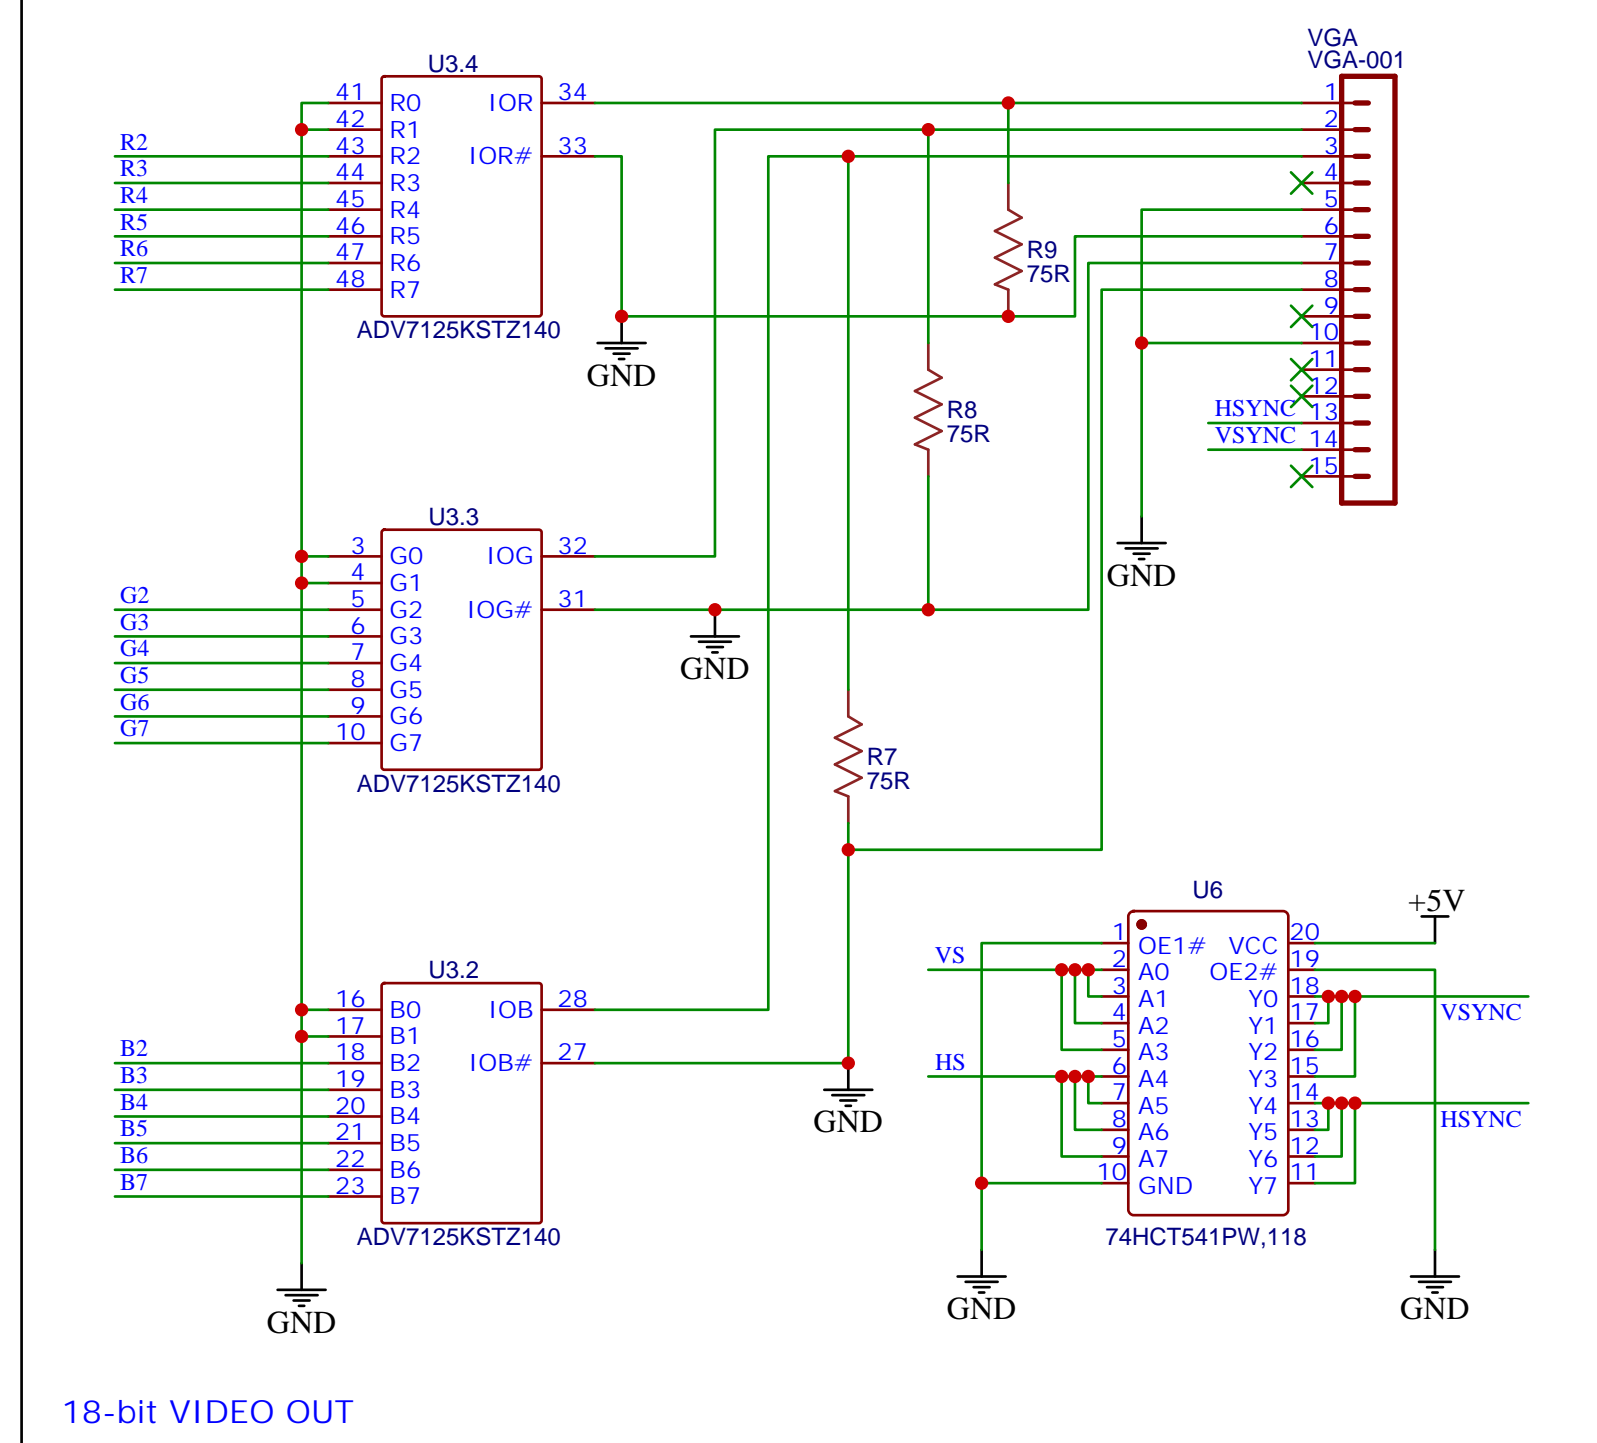 VGA
VGA-001
1
2
3
4
5
6
7
8
9
10
11
12
HSYNC 13
VSYNC 14
15
U3.4
41 R0 IOR 34
42 R1
R2 43 R2 IOR# 33
R3 44 R3
R4 45 R4
R5 46 R5
R6 47 R6
R7 48 R7
ADV7125KSTZ140
GND
R9
75R
R8
75R
GND
U3.3
3 G0 IOG 32
4 G1
G2 5 G2 IOG# 31
G3 6 G3
G4 7 G4
G5 8 G5
G6 9 G6
G7 10 G7
ADV7125KSTZ140
GND
R7
75R
U3.2
16 B0 IOB 28
17 B1
B2 18 B2 IOB# 27
B3 19 B3
B4 20 B4
B5 21 B5
B6 22 B6
B7 23 B7
ADV7125KSTZ140
GND
GND
U6
+5V
1 OE1# VCC 20
VS 2 A0 OE2# 19
3 A1 Y0 18 VSYNC
4 A2 Y1 17
5 A3 Y2 16
HS 6 A4 Y3 15
7 A5 Y4 14 HSYNC
8 A6 Y5 13
9 A7 Y6 12
10 GND Y7 11
74HCT541PW,118
GND
GND
18-bit VIDEO OUT